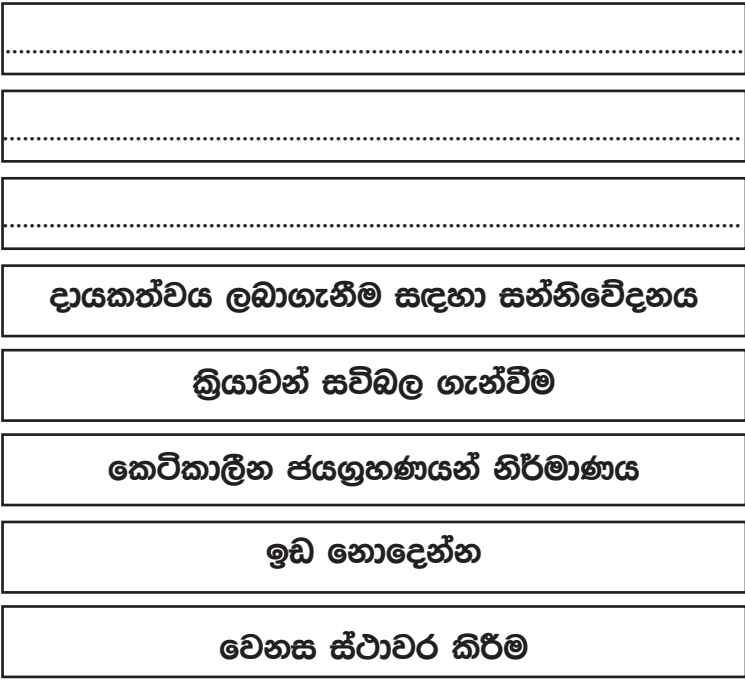 ................................................................................
................................................................................
................................................................................
දායකත්වය ලබාගැනීම සඳහා සන්නිවේදනය
ක්‍රියාවන් සවිබල ගැන්වීම
කෙටිකාලීන ජයග්‍රහණයන් නිර්මාණය
ඉඩ නොදෙන්න
වෙනස ස්ථාවර කිරීම